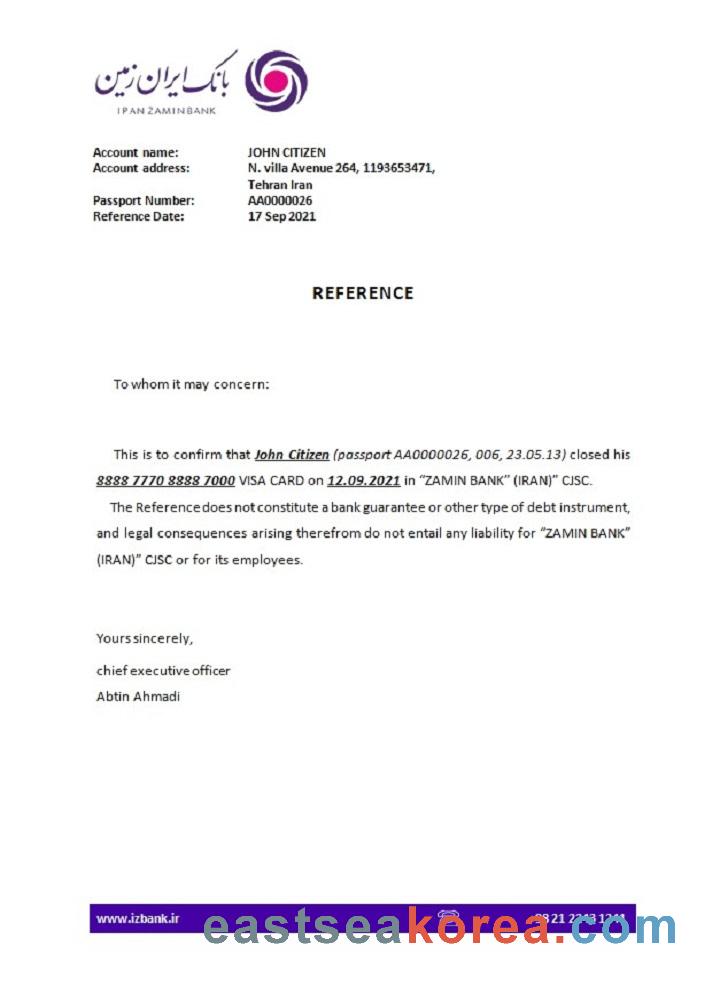 بانک ایران زمین
IRAN ZAMIN BANK
Account name: JOHN CITIZEN
Account address: N. villa Avenue 264, 1193653471,
Tehran Iran
Passport Number: AA0000026
Reference Date: 17 Sep 2021
REFERENCE
To whom it may concern:
This is to confirm that John Citizen (passport AA0000026, 006, 23.05.13) closed his
8888 7770 8888 7000 VISA CARD on 12.09.2021 in “ZAMIN BANK” (IRAN)” CJSC.
The Reference does not constitute a bank guarantee or other type of debt instrument,
and legal consequences arising therefrom do not entail any liability for “ZAMIN BANK”
(IRAN)” CJSC or for its employees.
Yours sincerely,
chief executive officer
Abtin Ahmadi
www.izbank.ir
eastseakorea.com